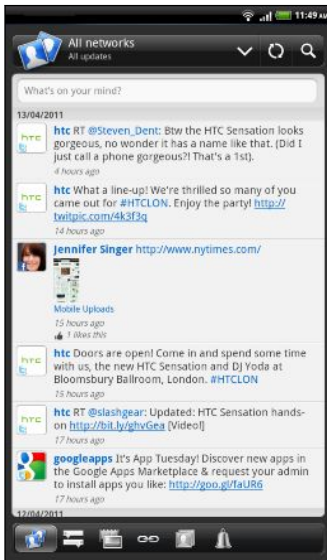 11:49 AM
All networks
All updates
What's on your mind?
13/04/2011
htc RT @Steven_Dent: Btw the HTC Sensation looks
gorgeous, no wonder it has a name like that. (Did I
just call a phone gorgeous?! That's a 1st).
4 hours ago
htc What a line-up! We're thrilled so many of you
came out for #HTCLON. Enjoy the party! http://
twitpic.com/4k3f3q
14 hours ago
Jennifer Singer http://www.nytimes.com/
Mobile Uploads
15 hours ago
1 likes this
htc Doors are open! Come in and spend some time
with us, the new HTC Sensation and DJ Yoda at
Bloomsbury Ballroom, London. #HTCLON
15 hours ago
htc RT @slashgear: Updated: HTC Sensation hands-
on http://bit.ly/ghvGea [Video!]
17 hours ago
googleapps It's App Tuesday! Discover new apps in
the Google Apps Marketplace & request your admin
to install apps you like: http://goo.gl/faUR6
17 hours ago
12/04/2011